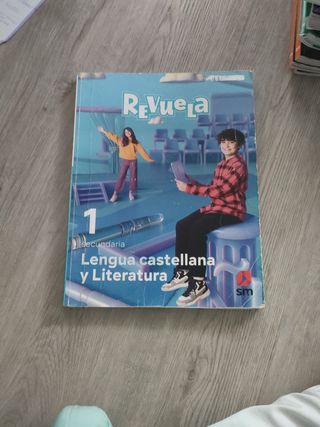 REVUELA
1
secundaria
Lengua castellana
y Literatura
sm